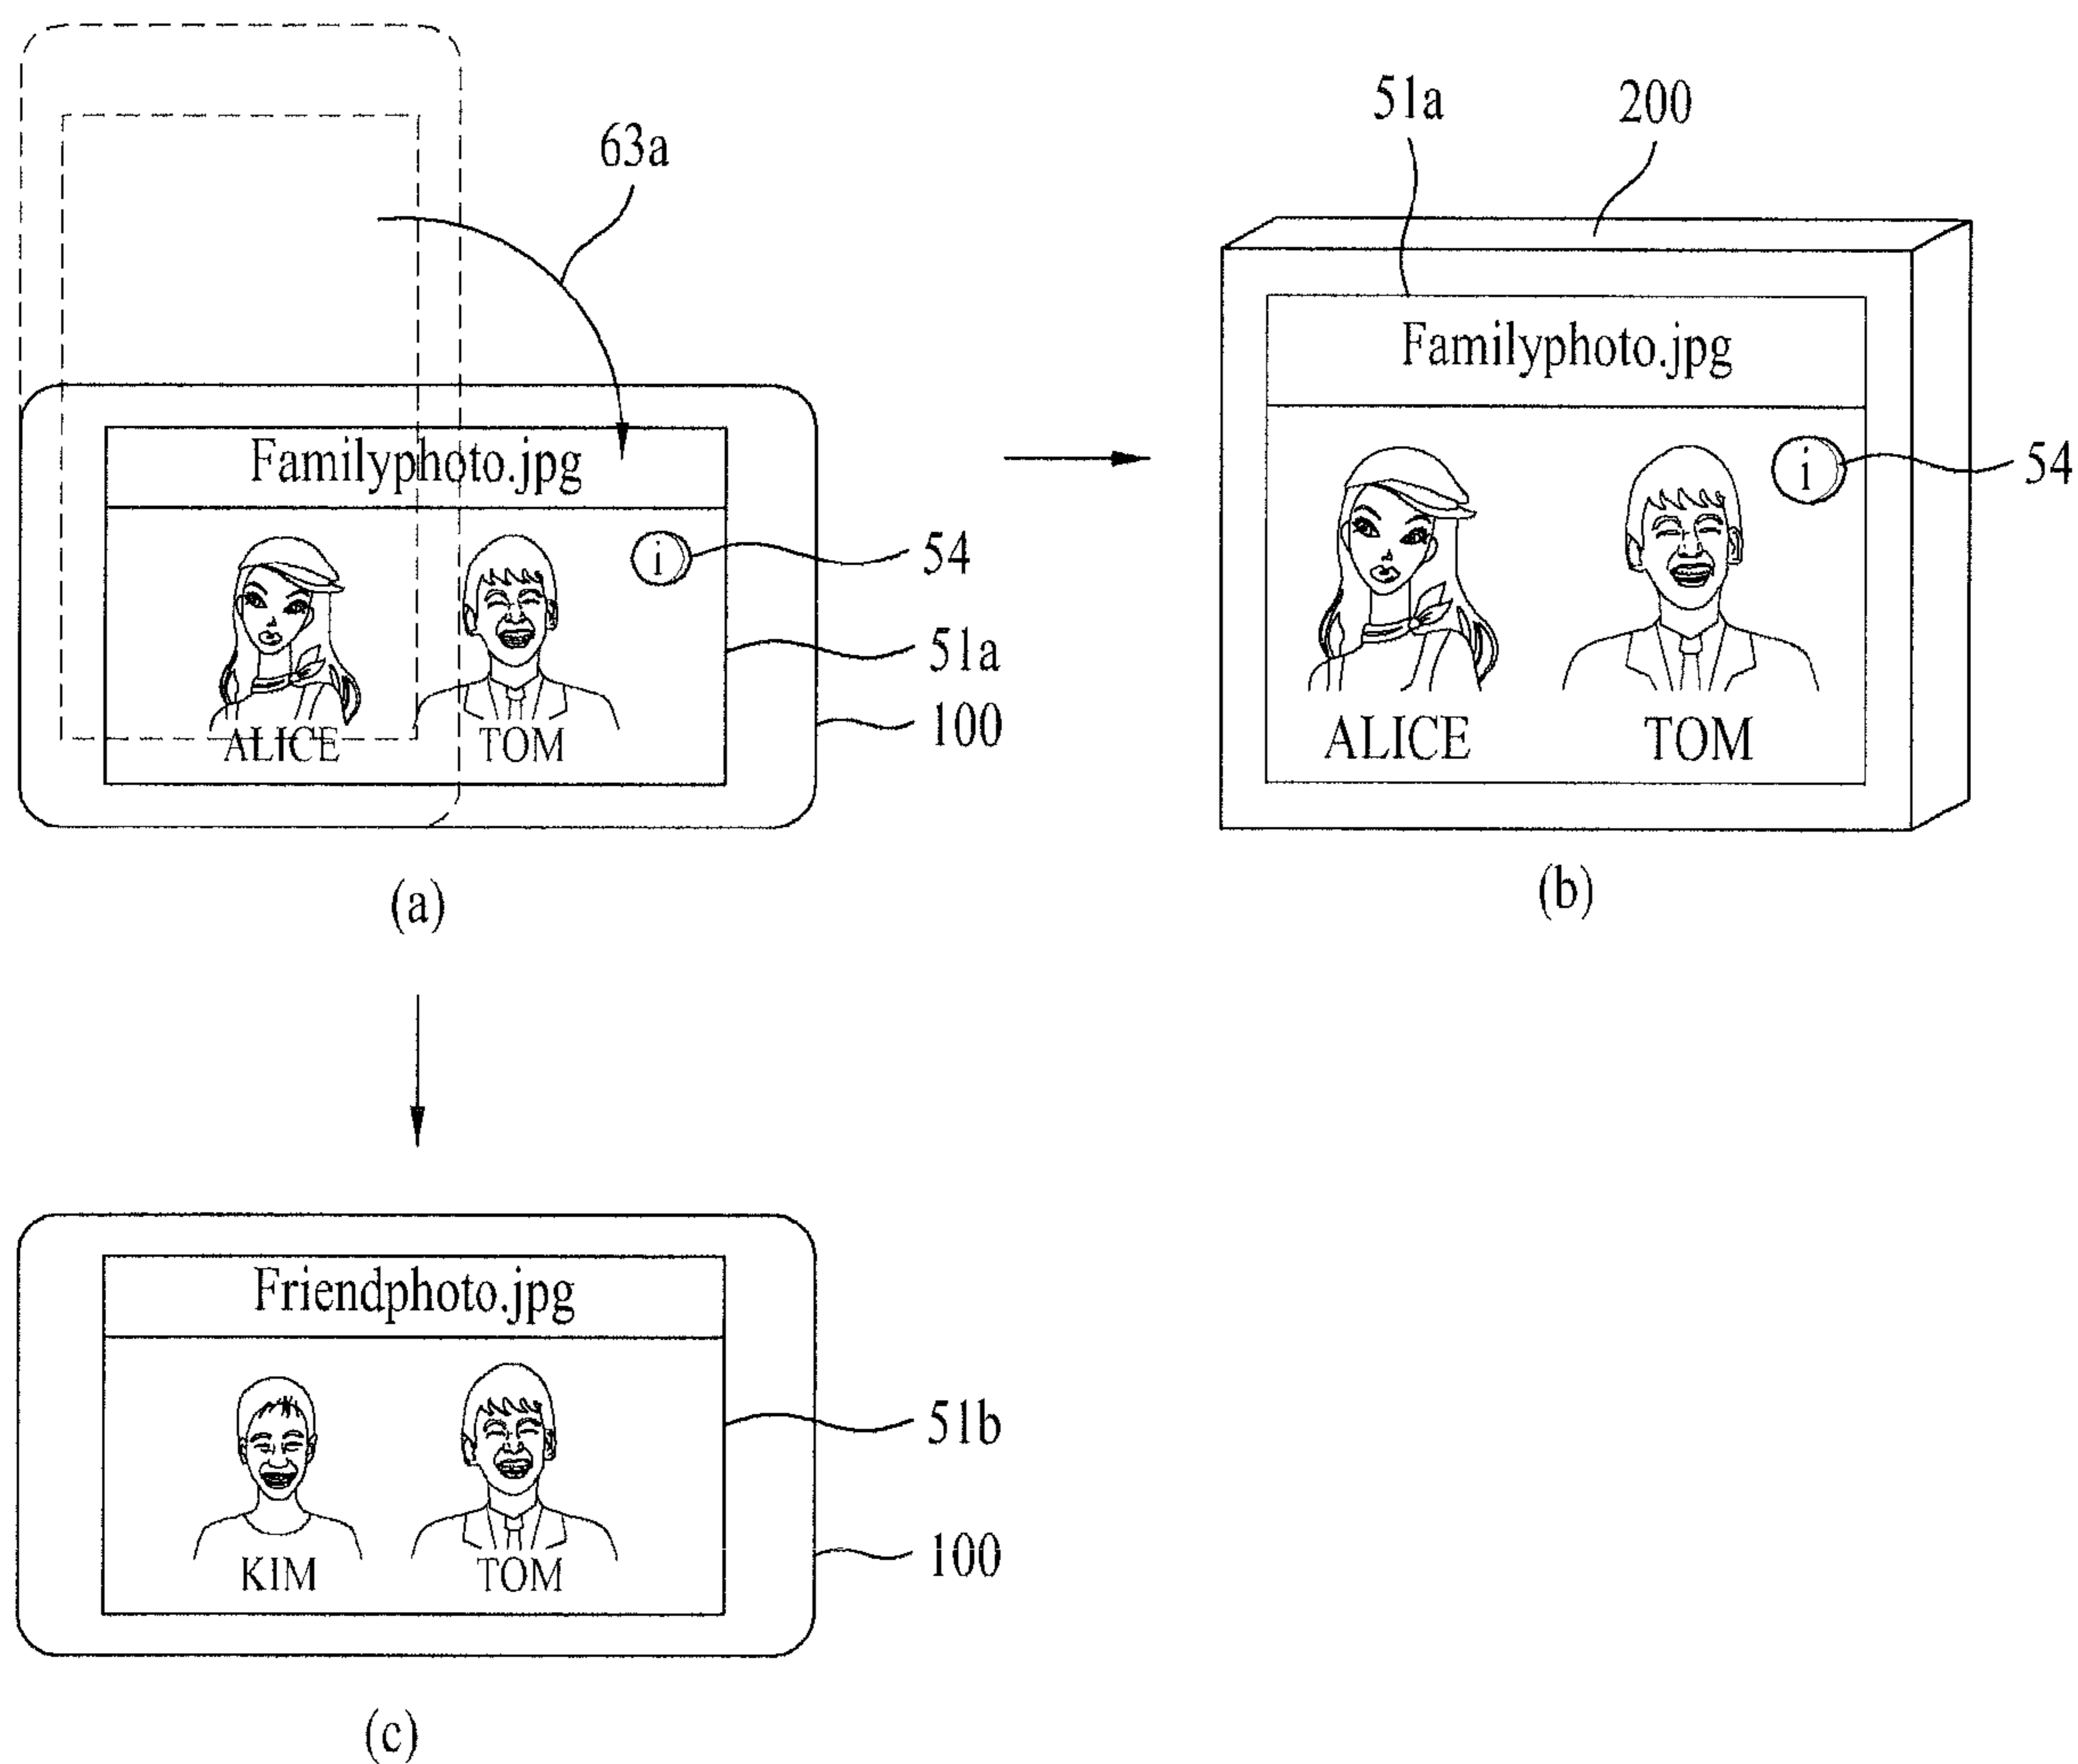 63a
Familyphoto.jpg
i
54
51a
ALICE TOM
100
(a)
51a
200
Familyphoto.jpg
i
54
ALICE TOM
(b)
Friendphoto.jpg
51b
KIM TOM
100
(c)